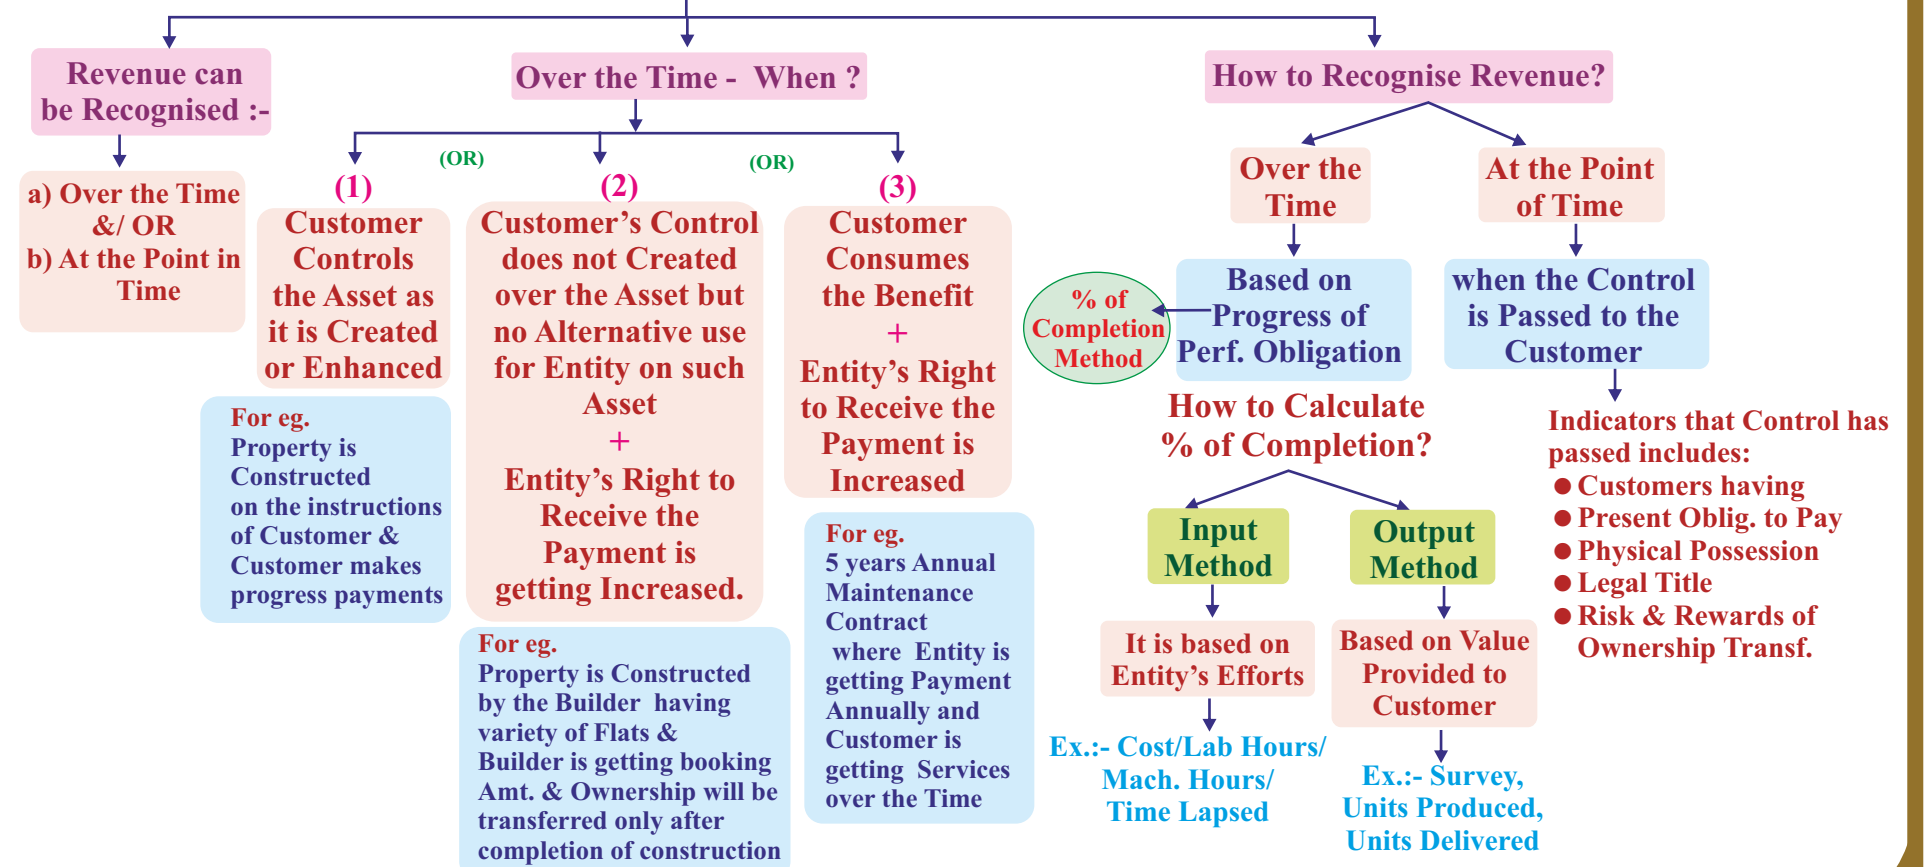 Revenue can
be Recognised :-
a) Over the Time
&/ OR
b) At the Point in
Time
Over the Time - When ?
(OR)
(OR)
(1)
Customer
Controls
the Asset as
it is Created
or Enhanced
For eg.
Property is
Constructed
on the instructions
of Customer &
Customer makes
progress payments
(2)
Customer’s Control
does not Created
over the Asset but
no Alternative use
for Entity on such
Asset
+
Entity’s Right to
Receive the
Payment is
getting Increased.
For eg.
Property is Constructed
by the Builder having
variety of Flats &
Builder is getting booking
Amt. & Ownership will be
transferred only after
completion of construction
(3)
Customer
Consumes
the Benefit
+
Entity’s Right
to Receive the
Payment is
Increased
For eg.
5 years Annual
Maintenance
Contract
where Entity is
getting Payment
Annually and
Customer is
getting Services
over the Time
How to Recognise Revenue?
Over the
Time
Based on
Progress of
Perf. Obligation
% of
Completion
Method
How to Calculate
% of Completion?
Input
Method
It is based on
Entity’s Efforts
Ex.:- Cost/Lab Hours/
Mach. Hours/
Time Lapsed
Output
Method
Based on Value
Provided to
Customer
Ex.:- Survey,
Units Produced,
Units Delivered
At the Point
of Time
when the Control
is Passed to the
Customer
Indicators that Control has
passed includes:
● Customers having
● Present Oblig. to Pay
● Physical Possession
● Legal Title
● Risk & Rewards of
Ownership Transf.